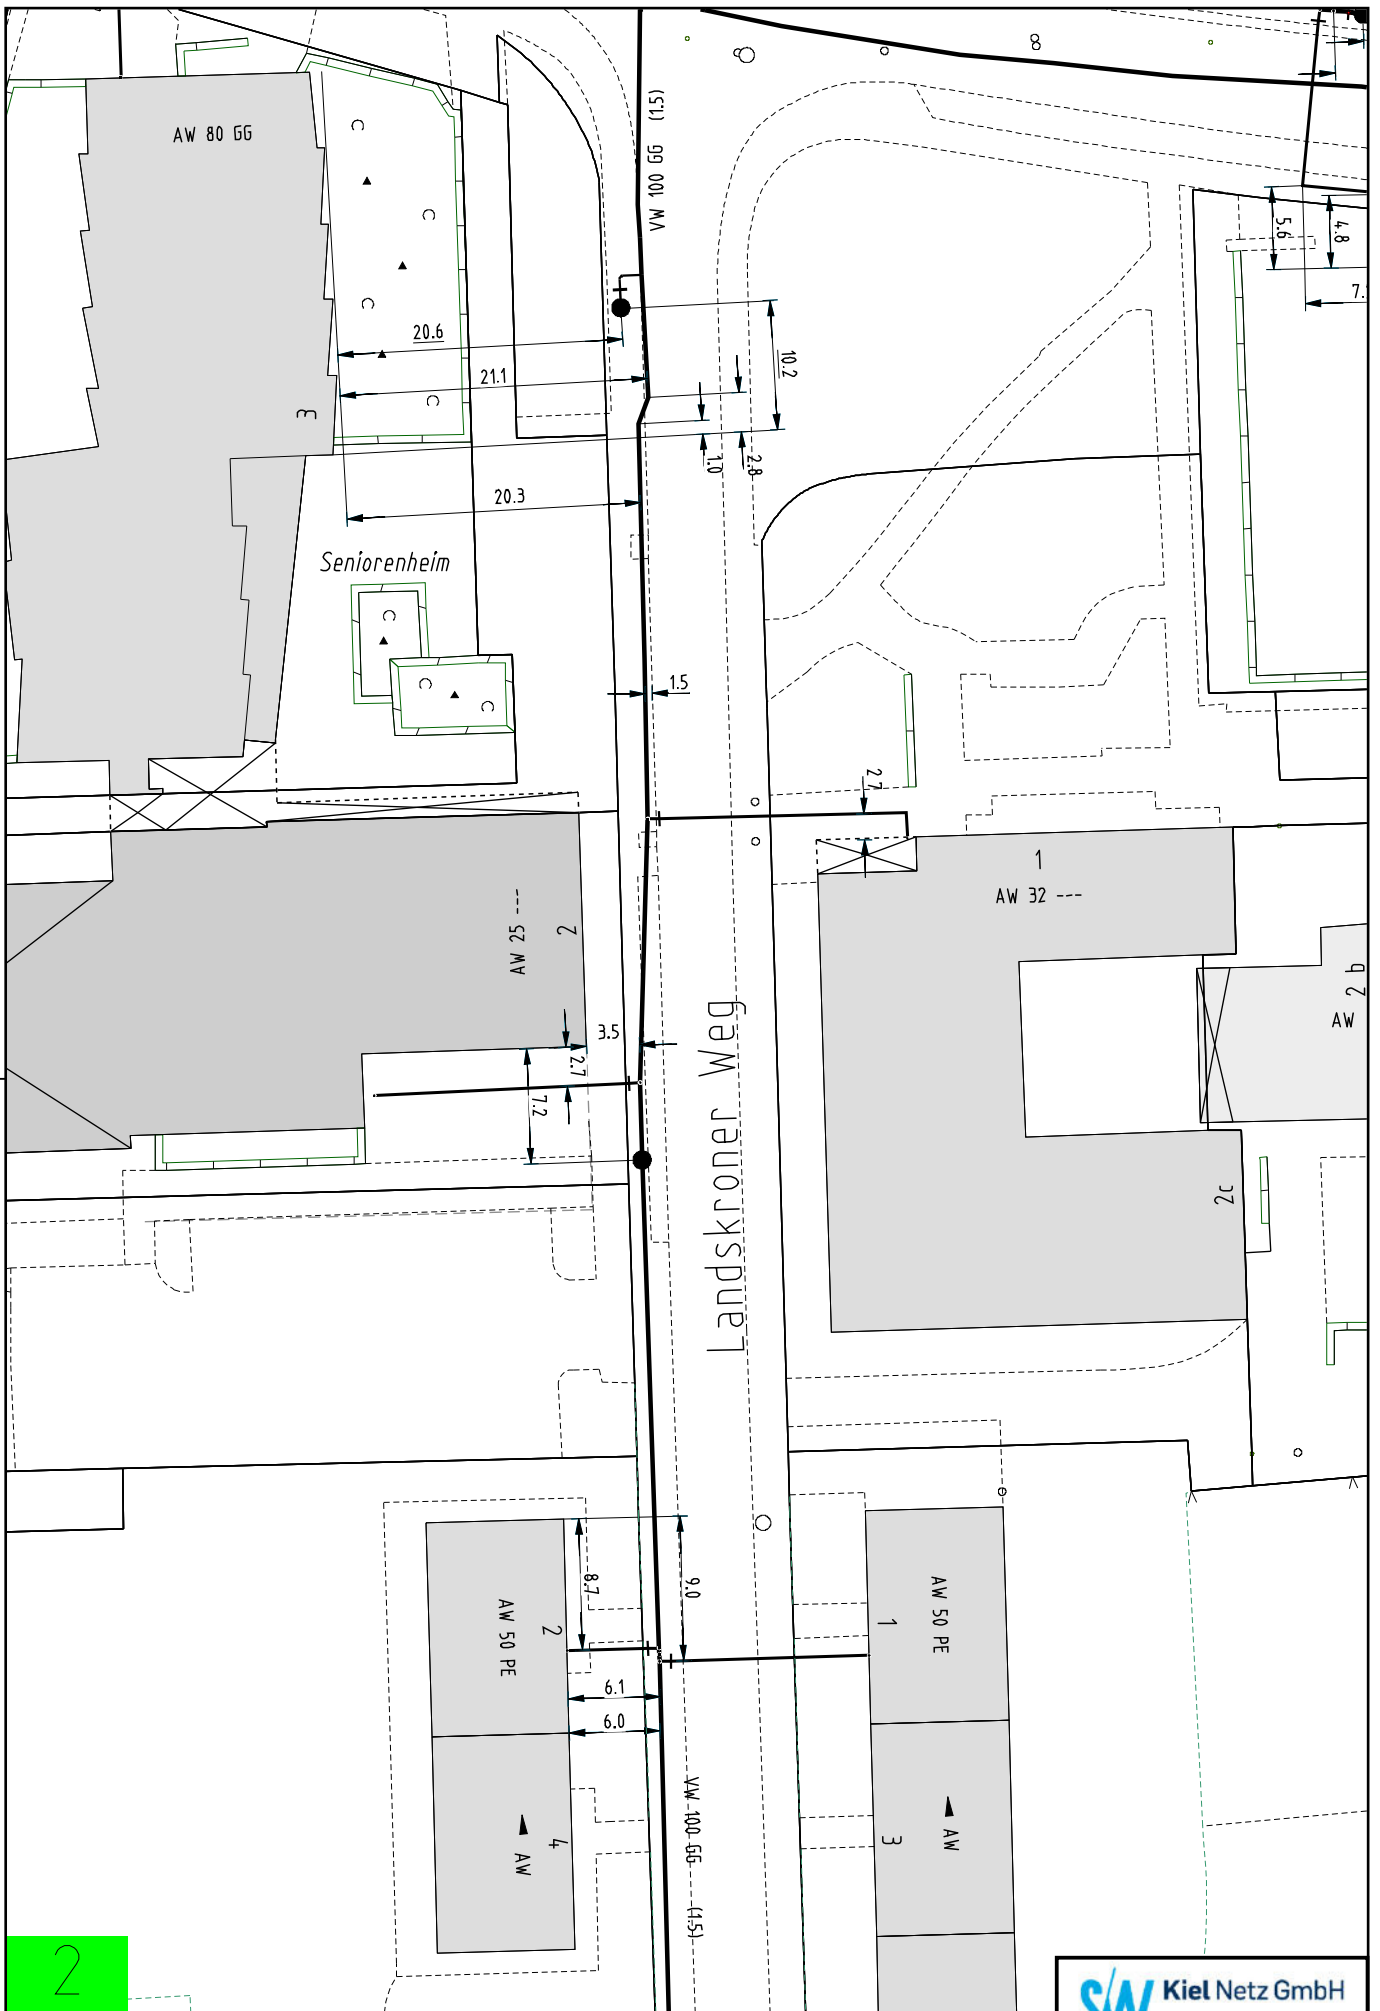 AW 80 GG
VW 100 GG (1.5)
5.6
4.8
7.
20.6
10.2
21.1
3
1.0
2.8
20.3
Seniorenheim
1.5
2.7
1
AW 32 ---
AW 25 ---
2
2 b
AW
3.5
2.7
7.2
Landskroner Weg
2c
8.7
9.0
AW 50 PE
2
AW 50 PE
1
6.1
6.0
VW 100 GG (1.5)
4
AW
3
AW
2
SW Kiel Netz GmbH